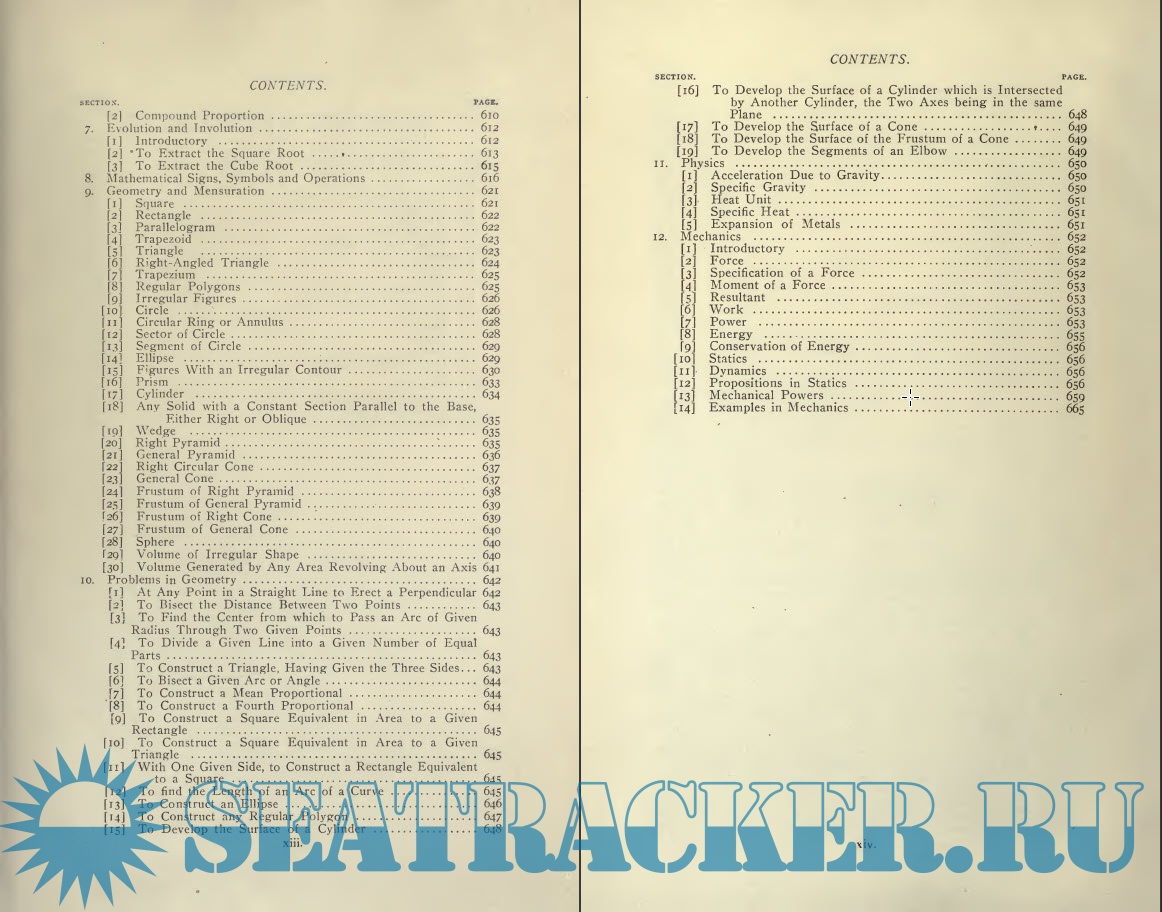 CONTENTS.
SECTION. PAGE.
[2] Compound Proportion 610
7. Evolution and Involution 612
[1] Introductory 612
[2] To Extract the Square Root 613
[3] To Extract the Cube Root 615
8. Mathematical Signs, Symbols and Operations 616
9. Geometry and Mensuration 621
[1] Square 621
[2] Rectangle 622
[3] Parallelogram 622
[4] Trapezoid 623
[5] Triangle 623
[6] Right-Angled Triangle 624
[7] Trapezium 625
[8] Regular Polygons 625
[9] Irregular Figures 626
[10] Circle 626
[11] Circular Ring or Annulus 628
[12] Sector of Circle 628
[13] Segment of Circle 629
[14] Ellipse 629
[15] Figures With an Irregular Contour 630
[16] Prism 633
[17] Cylinder 634
[18] Any Solid with a Constant Section Parallel to the Base,
Either Right or Oblique 635
[19] Wedge 635
[20] Right Pyramid 635
[21] General Pyramid 636
[22] Right Circular Cone 637
[23] General Cone 637
[24] Frustum of Right Pyramid 638
[25] Frustum of General Pyramid 639
[26] Frustum of Right Cone 639
[27] Frustum of General Cone 640
[28] Sphere 640
[29] Volume of Irregular Shape 640
[30] Volume Generated by Any Area Revolving About an Axis 641
10. Problems in Geometry 642
[1] At Any Point in a Straight Line to Erect a Perpendicular 642
[2] To Bisect the Distance Between Two Points 643
[3] To Find the Center from which to Pass an Arc of Given
Radius Through Two Given Points 643
[4] To Divide a Given Line into a Given Number of Equal
Parts 643
[5] To Construct a Triangle, Having Given the Three Sides 643
[6] To Bisect a Given Arc or Angle 644
[7] To Construct a Mean Proportional 644
[8] To Construct a Fourth Proportional 644
[9] To Construct a Square Equivalent in Area to a Given
Rectangle 645
[10] To Construct a Square Equivalent in Area to a Given
Triangle 645
[11] With One Given Side, to Construct a Rectangle Equivalent
to a Square 645
[12] To find the Length of an Arc of a Curve 645
[13] To Construct an Ellipse 646
[14] To Construct any Regular Polygon 647
[15] To Develop the Surface of a Cylinder 648
xiii.
CONTENTS.
SECTION. PAGE.
[16] To Develop the Surface of a Cylinder which is Intersected
by Another Cylinder, the Two Axes being in the same
Plane 648
[17] To Develop the Surface of a Cone 649
[18] To Develop the Surface of the Frustum of a Cone 649
[19] To Develop the Segments of an Elbow 649
11. Physics 650
[1] Acceleration Due to Gravity 650
[2] Specific Gravity 650
[3] Heat Unit 651
[4] Specific Heat 651
[5] Expansion of Metals 651
12. Mechanics 652
[1] Introductory 652
[2] Force 652
[3] Specification of a Force 652
[4] Moment of a Force 653
[5] Resultant 653
[6] Work 653
[7] Power 653
[8] Energy 655
[9] Conservation of Energy 656
[10] Statics 656
[11] Dynamics 656
[12] Propositions in Statics 656
[13] Mechanical Powers 659
[14] Examples in Mechanics 665
xiv.
SEATRACKER.RU